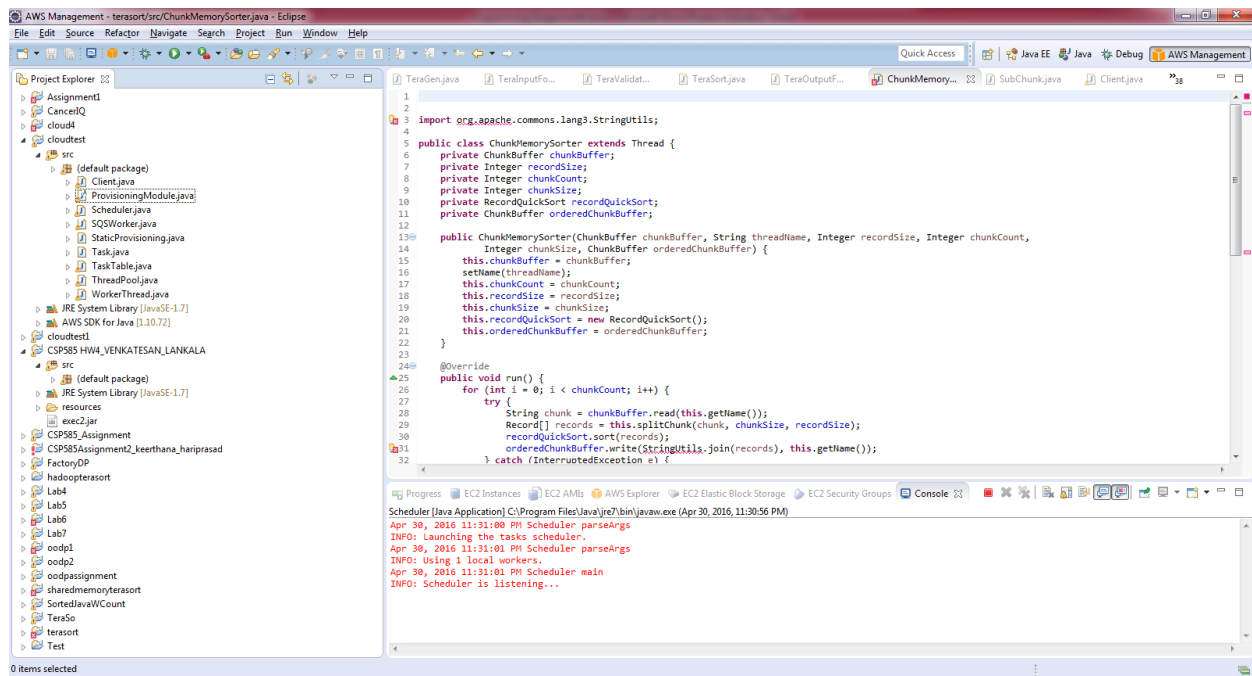 AWS Management - terasort/src/ChunkMemorySorter.java - Eclipse
File Edit Source Refactor Navigate Search Project Run Window Help
Quick Access Java EE Java Debug AWS Management
Project Explorer
Assignment1
CancerIQ
cloud4
cloudtest
src
(default package)
Client.java
ProvisioningModule.java
Scheduler.java
SQSWorker.java
StaticProvisioning.java
Task.java
TaskTable.java
ThreadPool.java
WorkerThread.java
JRE System Library [JavaSE-1.7]
AWS SDK for Java [1.10.72]
cloudtest1
CSP585 HW4_VENKATESAN_LANKALA
src
(default package)
JRE System Library [JavaSE-1.7]
resources
exec2.jar
CSP585_Assignment
CSP585Assignment2_keerthana_hariprasad
FactoryDP
hadoopterasort
Lab4
Lab5
Lab6
Lab7
oodp1
oodp2
oodpassignment
sharedmemoryterasort
SortedJavaWCount
TeraSo
terasort
Test
TeraGen.java TeraInputFo... TeraValidat... TeraSort.java TeraOutputF... ChunkMemory... SubChunk.java Client.java »38
1
2
3 import org.apache.commons.lang3.StringUtils;
4
5 public class ChunkMemorySorter extends Thread {
6 private ChunkBuffer chunkBuffer;
7 private Integer recordSize;
8 private Integer chunkCount;
9 private Integer chunkSize;
10 private RecordQuickSort recordQuickSort;
11 private ChunkBuffer orderedChunkBuffer;
12
13 public ChunkMemorySorter(ChunkBuffer chunkBuffer, String threadName, Integer recordSize, Integer chunkCount,
14 Integer chunkSize, ChunkBuffer orderedChunkBuffer) {
15 this.chunkBuffer = chunkBuffer;
16 setName(threadName);
17 this.chunkCount = chunkCount;
18 this.recordSize = recordSize;
19 this.chunkSize = chunkSize;
20 this.recordQuickSort = new RecordQuickSort();
21 this.orderedChunkBuffer = orderedChunkBuffer;
22 }
23
24 @Override
25 public void run() {
26 for (int i = 0; i < chunkCount; i++) {
27 try {
28 String chunk = chunkBuffer.read(this.getName());
29 Record[] records = this.splitChunk(chunk, chunkSize, recordSize);
30 recordQuickSort.sort(records);
31 orderedChunkBuffer.write(StringUtils.join(records), this.getName());
32 } catch (InterruptedException e) {
Progress EC2 Instances EC2 AMIs AWS Explorer EC2 Elastic Block Storage EC2 Security Groups Console
Scheduler [Java Application] C:\Program Files\Java\jre7\bin\javaw.exe (Apr 30, 2016, 11:30:56 PM)
Apr 30, 2016 11:31:00 PM Scheduler parseArgs
INFO: Launching the tasks scheduler.
Apr 30, 2016 11:31:01 PM Scheduler parseArgs
INFO: Using 1 local workers.
Apr 30, 2016 11:31:01 PM Scheduler main
INFO: Scheduler is listening...
0 items selected